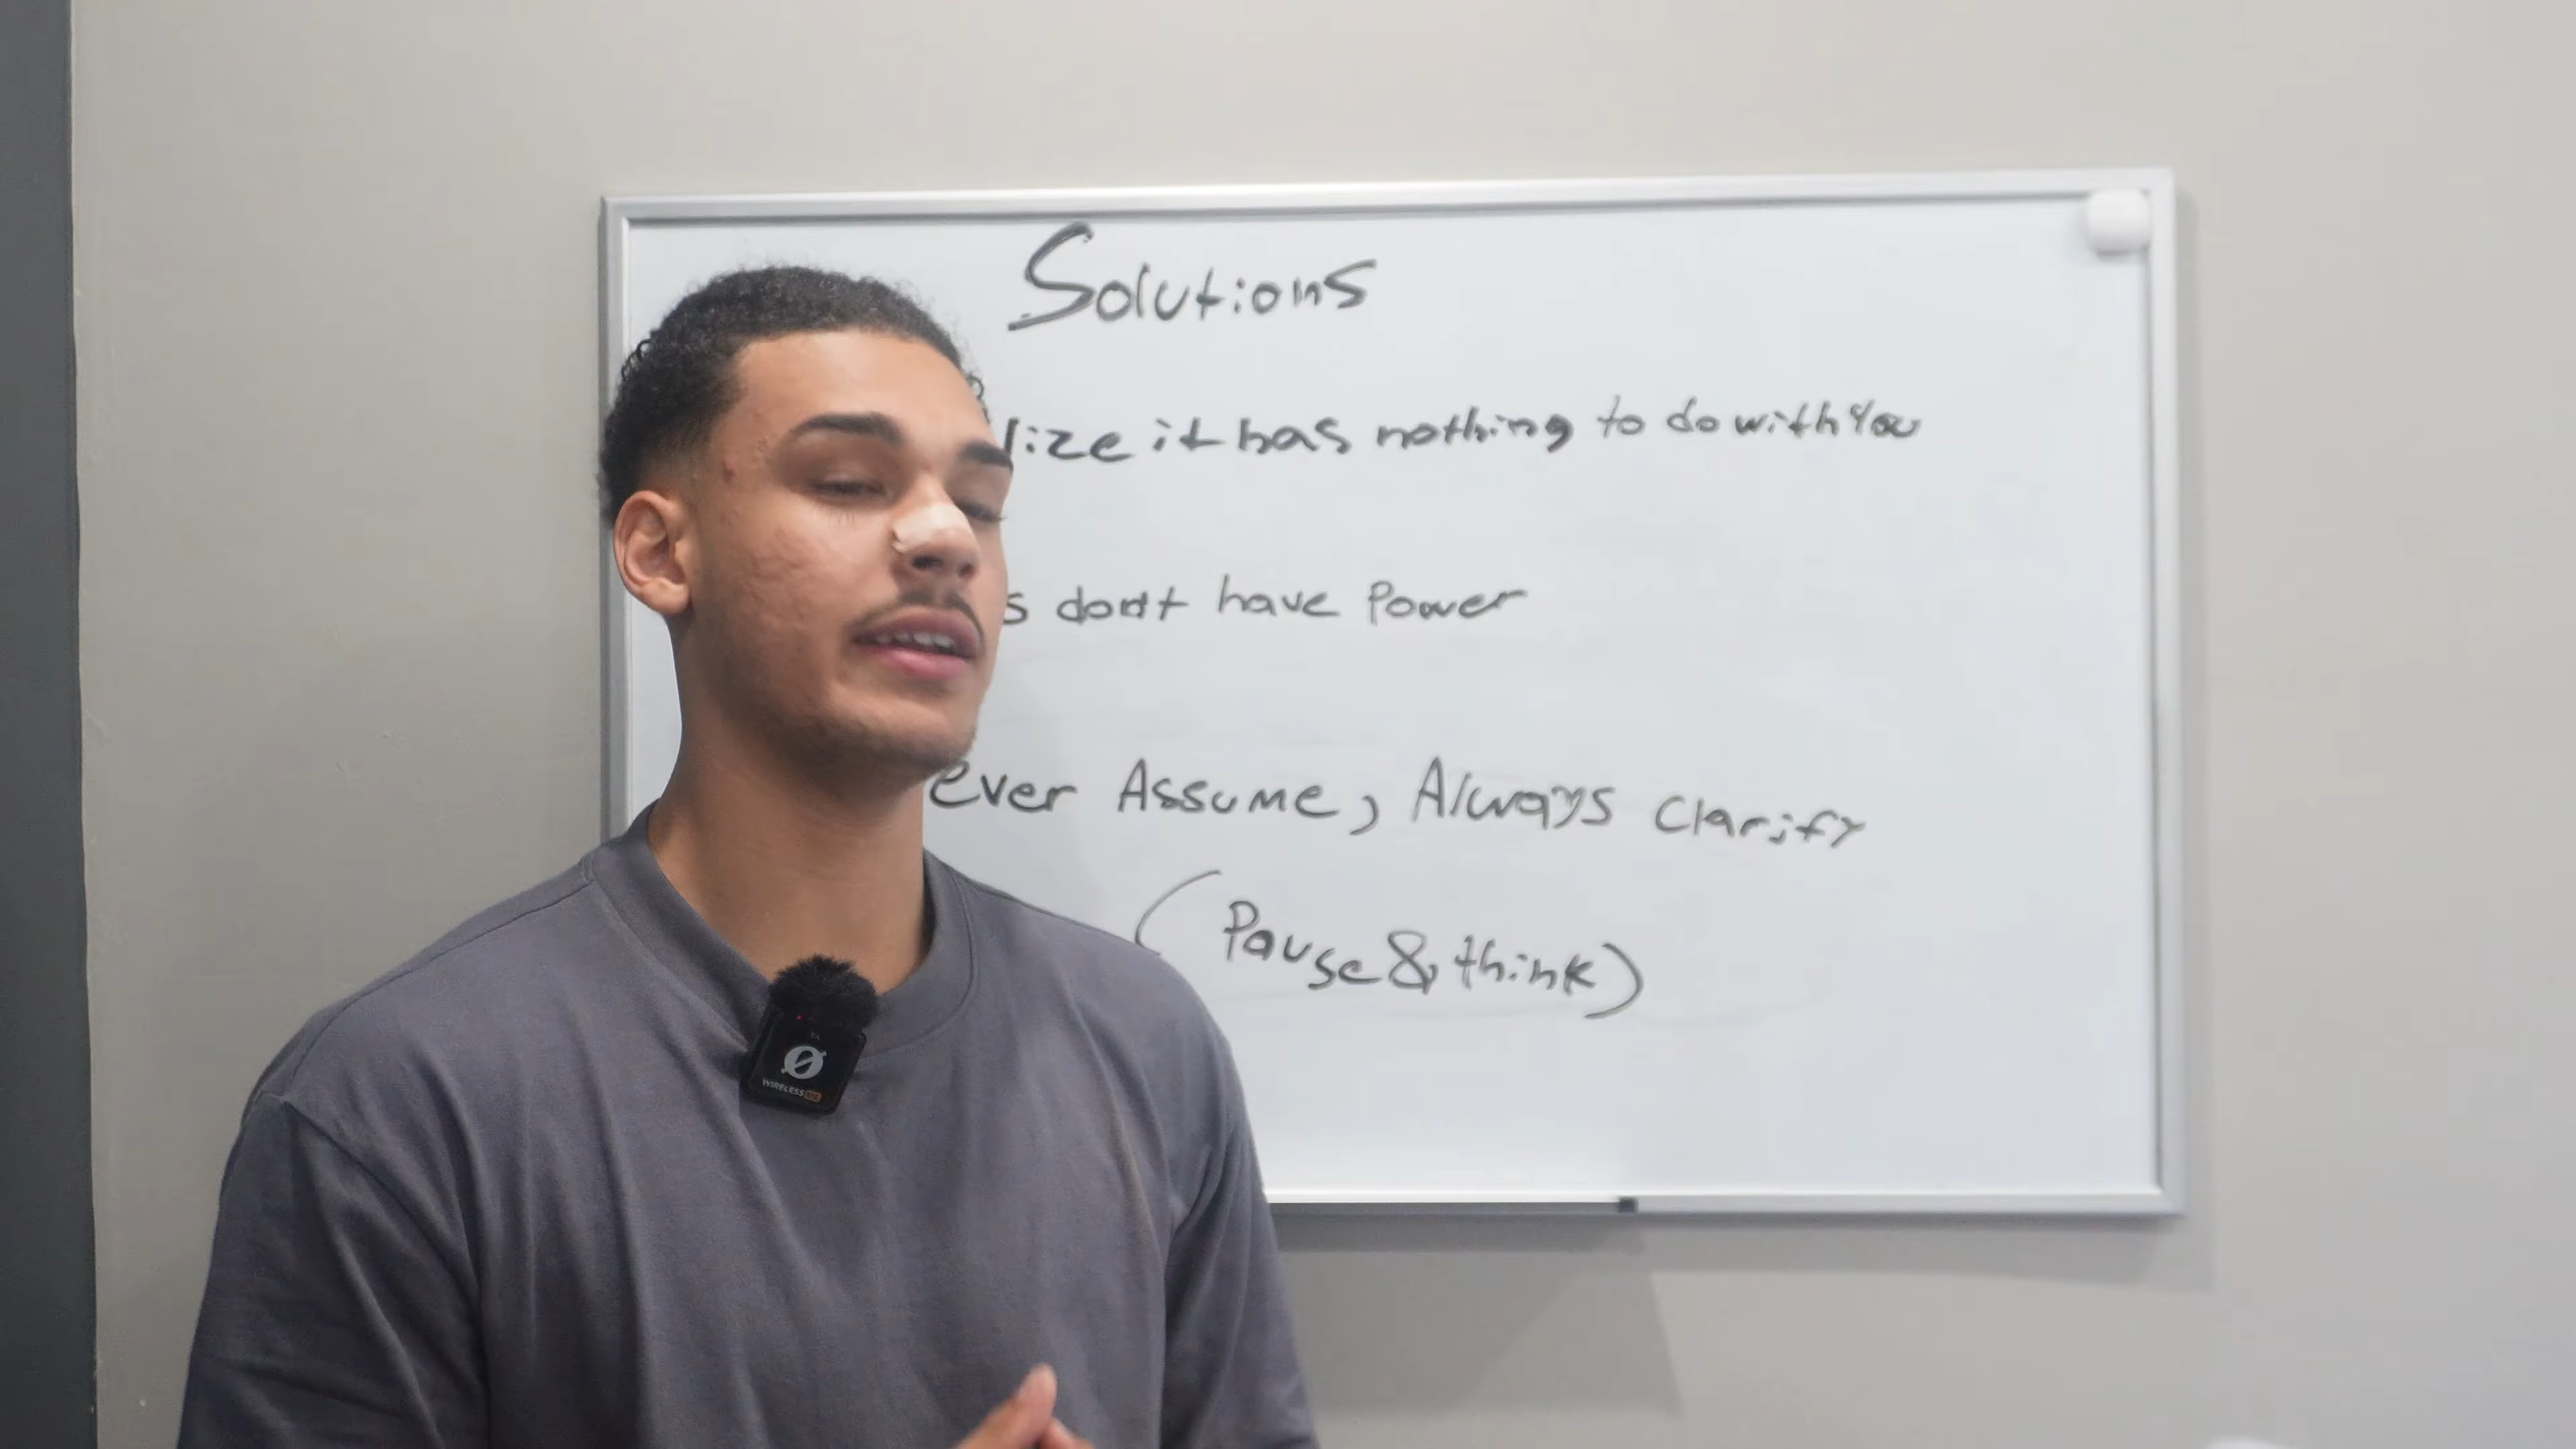 Solutions
lize it has nothing to do with You
s don't have Power
ever Assume, Always Clarify
(Pause & think)
WIRELESS